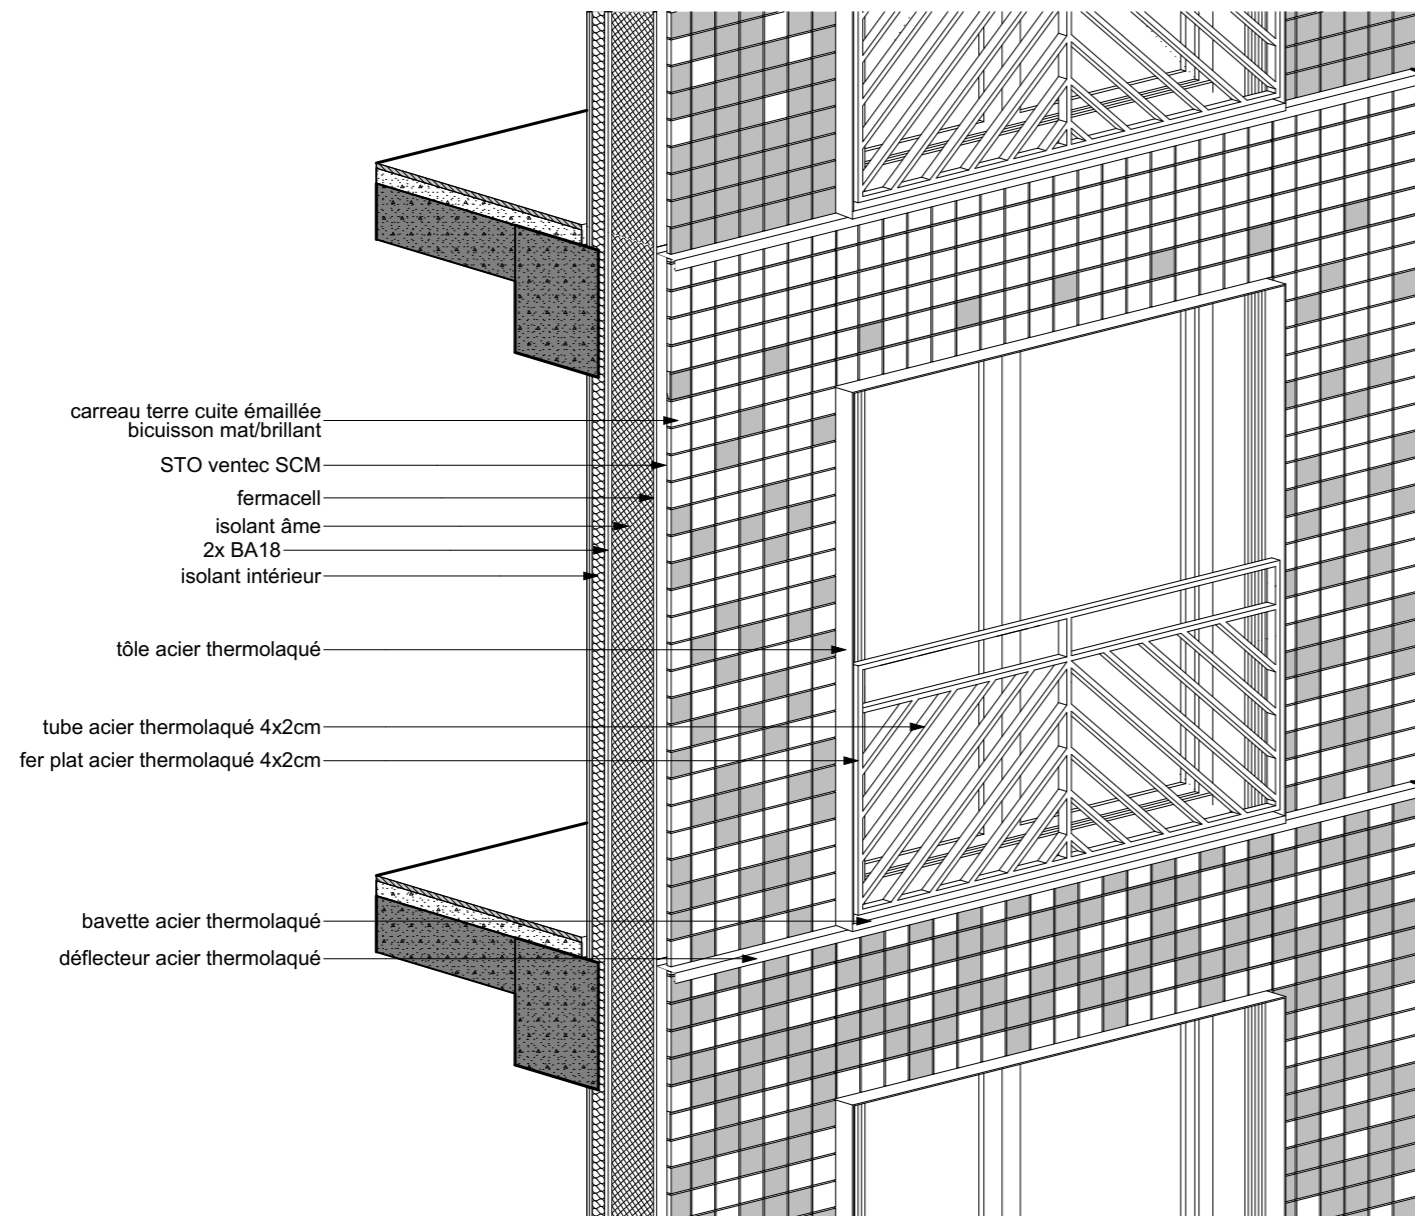 carreau terre cuite émaillée
bicuisson mat/brillant
STO ventec SCM
fermacell
isolant âme
2x BA18
isolant intérieur
tôle acier thermolaqué
tube acier thermolaqué 4x2cm
fer plat acier thermolaqué 4x2cm
bavette acier thermolaqué
déflecteur acier thermolaqué